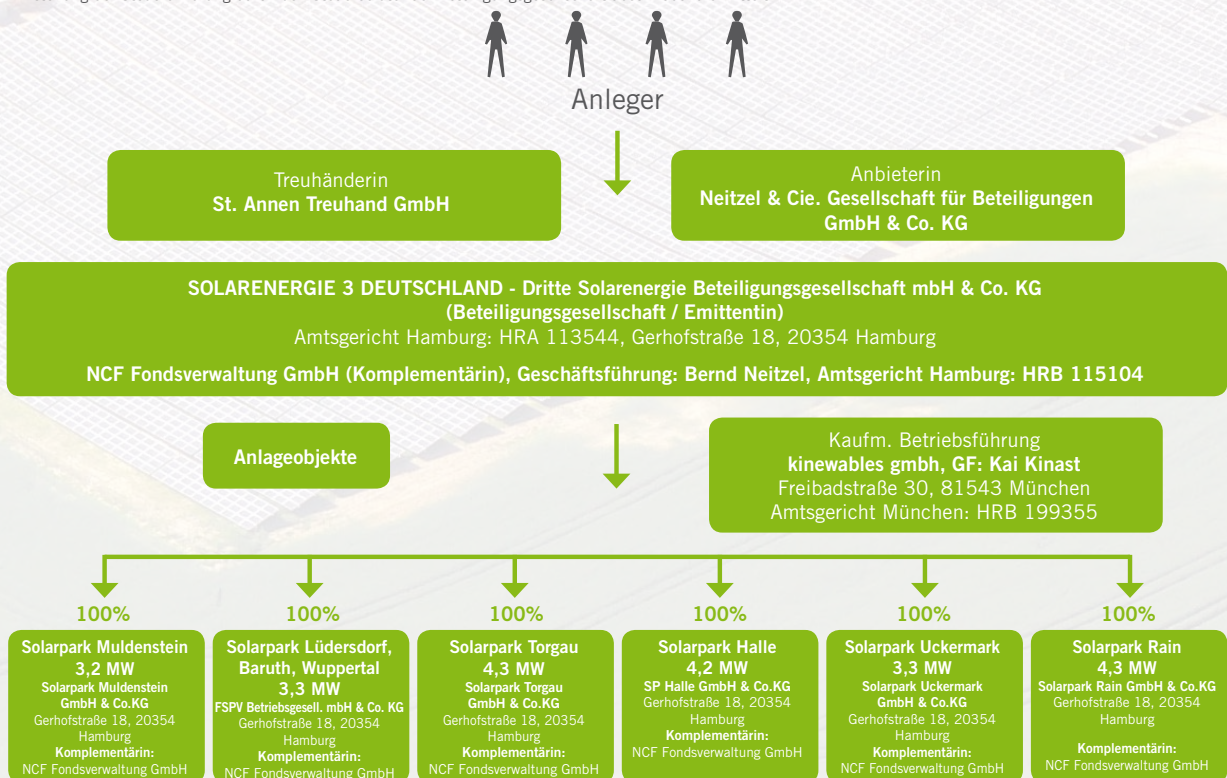 Anleger
Treuhänderin
St. Annen Treuhand GmbH
Anbieterin
Neitzel & Cie. Gesellschaft für Beteiligungen
GmbH & Co. KG
SOLARENERGIE 3 DEUTSCHLAND - Dritte Solarenergie Beteiligungsgesellschaft mbH & Co. KG
(Beteiligungsgesellschaft / Emittentin)
Amtsgericht Hamburg: HRA 113544, Gerhofstraße 18, 20354 Hamburg
NCF Fondsverwaltung GmbH (Komplementärin), Geschäftsführung: Bernd Neitzel, Amtsgericht Hamburg: HRB 115104
Anlageobjekte
Kaufm. Betriebsführung
kinewables gmbh, GF: Kai Kinast
Freibadstraße 30, 81543 München
Amtsgericht München: HRB 199355
100%
Solarpark Muldenstein
3,2 MW
Solarpark Muldenstein
GmbH & Co.KG
Gerhofstraße 18, 20354
Hamburg
Komplementärin:
NCF Fondsverwaltung GmbH
100%
Solarpark Lüdersdorf,
Baruth, Wuppertal
3,3 MW
FSPV Betriebsgesell. mbH & Co. KG
Gerhofstraße 18, 20354
Hamburg
Komplementärin:
NCF Fondsverwaltung GmbH
100%
Solarpark Torgau
4,3 MW
Solarpark Torgau
GmbH & Co.KG
Gerhofstraße 18, 20354
Hamburg
Komplementärin:
NCF Fondsverwaltung GmbH
100%
Solarpark Halle
4,2 MW
SP Halle GmbH & Co.KG
Gerhofstraße 18, 20354
Hamburg
Komplementärin:
NCF Fondsverwaltung GmbH
100%
Solarpark Uckermark
3,3 MW
Solarpark Uckermark
GmbH & Co.KG
Gerhofstraße 18, 20354
Hamburg
Komplementärin:
NCF Fondsverwaltung GmbH
100%
Solarpark Rain
4,3 MW
Solarpark Rain GmbH & Co.KG
Gerhofstraße 18, 20354
Hamburg
Komplementärin:
NCF Fondsverwaltung GmbH